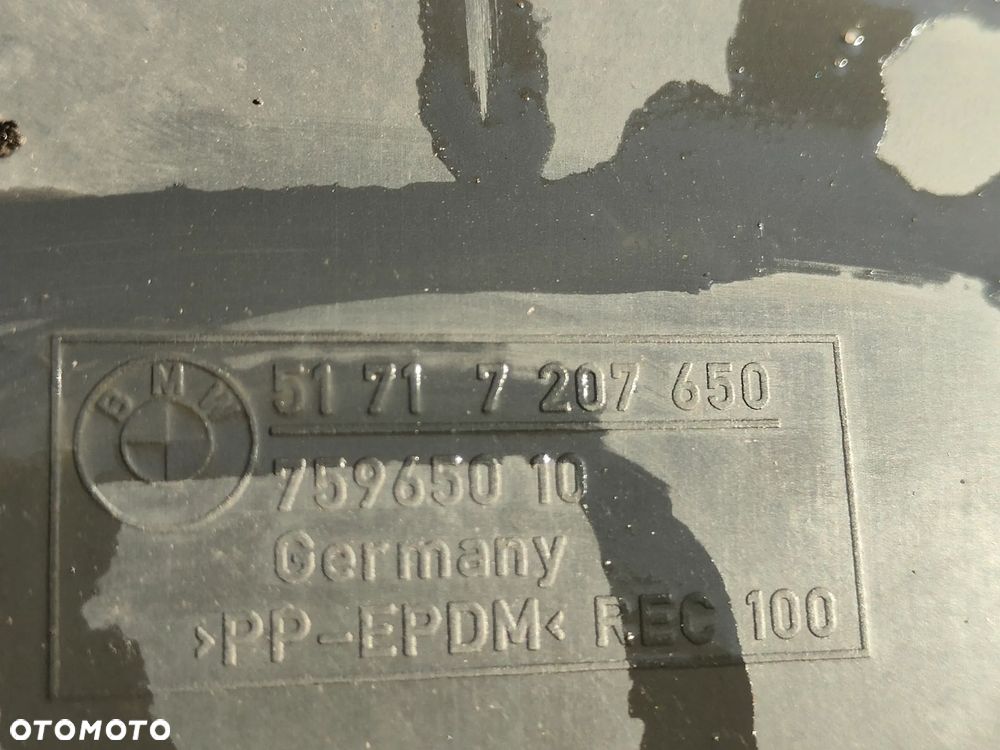 BMW
51 71 7 207 650
759650 10
Germany
>PP-EPDM< REC 100
OTOMOTO